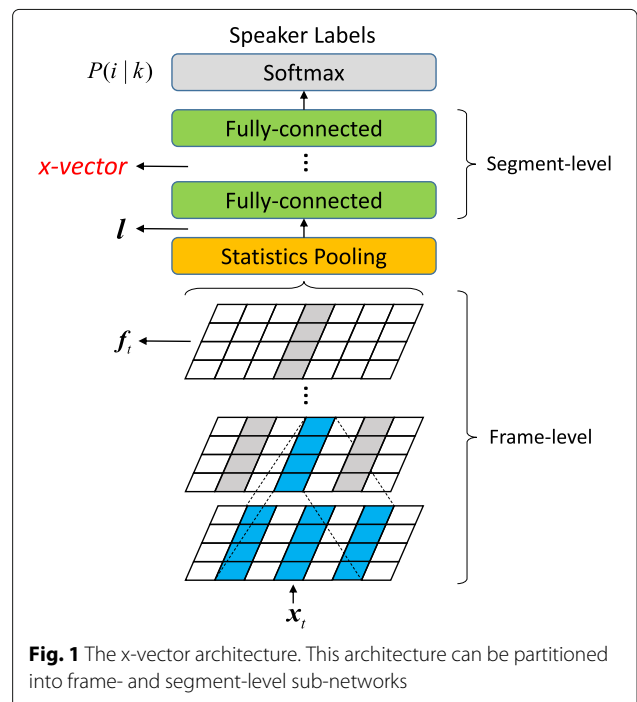 Speaker Labels
P(i | k)
Softmax
Fully-connected
x-vector
Segment-level
Fully-connected
l
Statistics Pooling
f_t
Frame-level
x_t
Fig. 1 The x-vector architecture. This architecture can be partitioned
into frame- and segment-level sub-networks